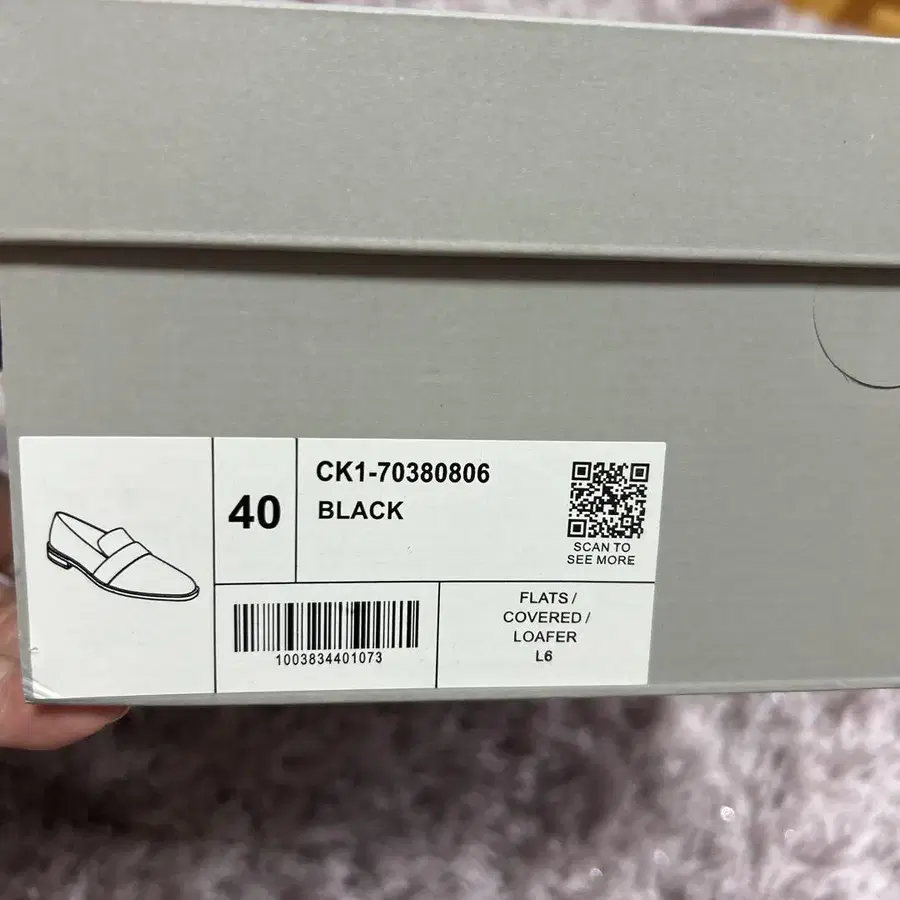 40
CK1-70380806
BLACK
SCAN TO
SEE MORE
1003834401073
FLATS /
COVERED /
LOAFER
L6